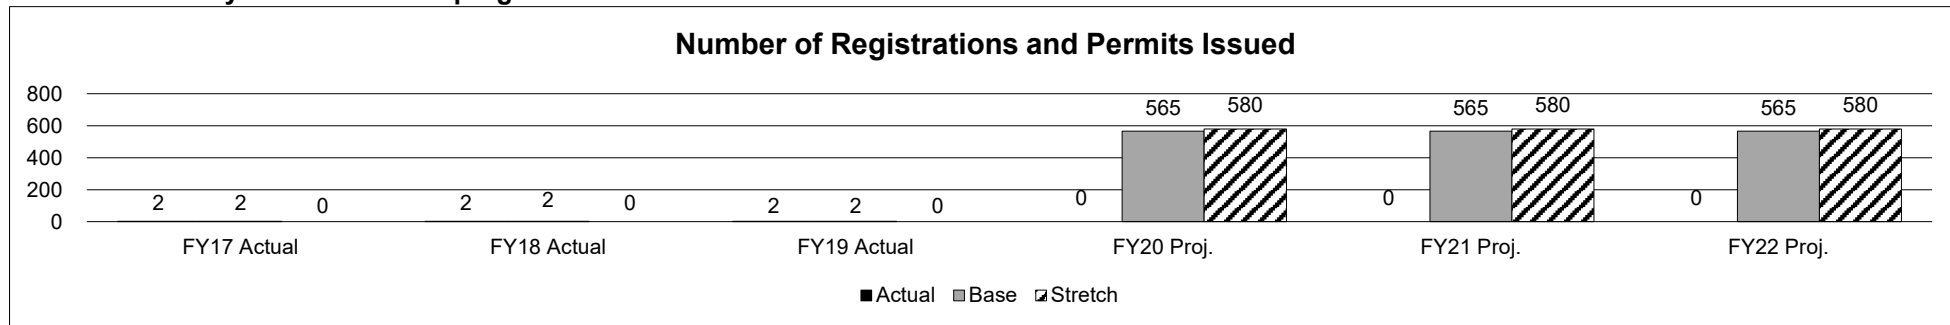 Number of Registrations and Permits Issued
800
600
400
200
0
2 2 0 2 2 0 2 2 0 0 565 580 0 565 580 0 565 580
FY17 Actual FY18 Actual FY19 Actual FY20 Proj. FY21 Proj. FY22 Proj.
Actual Base Stretch